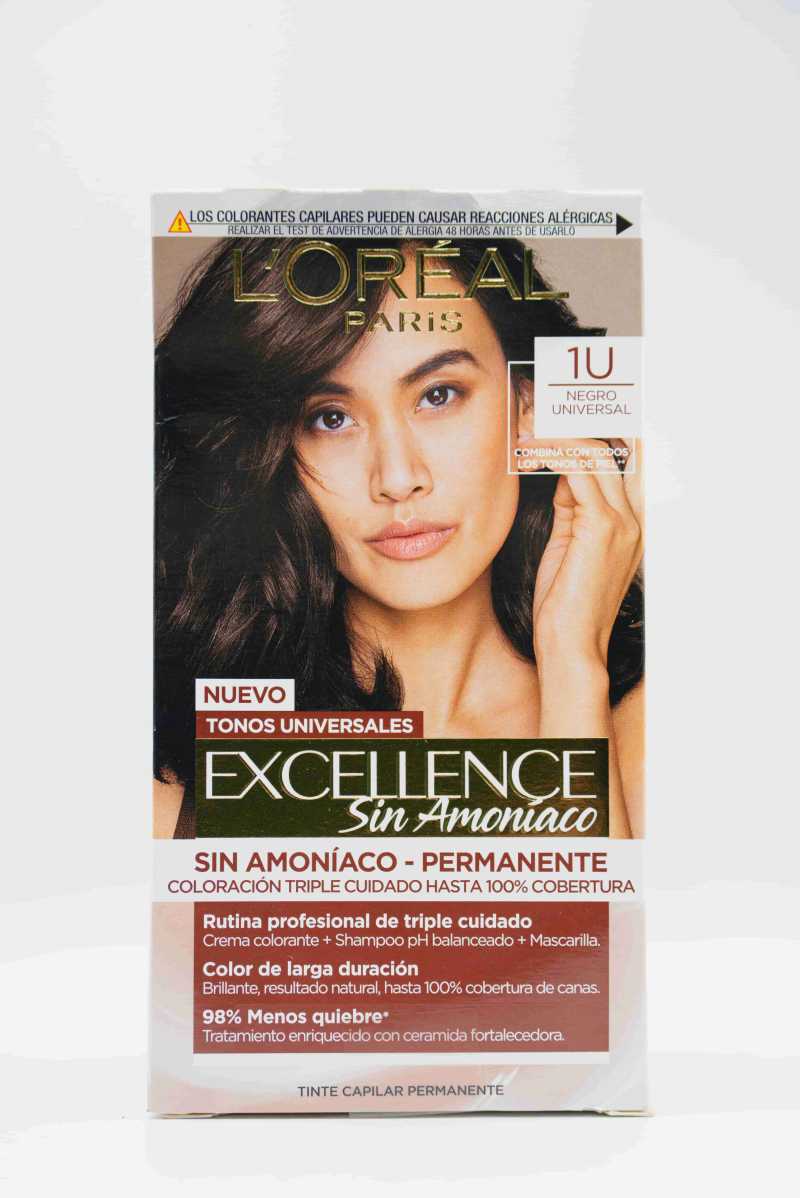 LOS COLORANTES CAPILARES PUEDEN CAUSAR REACCIONES ALÉRGICAS
REALIZAR EL TEST DE ADVERTENCIA DE ALERGIA 48 HORAS ANTES DE USARLO
L'ORÉAL
PARiS
1U
NEGRO
UNIVERSAL
COMBINA CON TODOS
LOS TONOS DE PIEL**
NUEVO
TONOS UNIVERSALES
EXCELLENCE
Sin Amoníaco
SIN AMONÍACO - PERMANENTE
COLORACIÓN TRIPLE CUIDADO HASTA 100% COBERTURA
Rutina profesional de triple cuidado
Crema colorante + Shampoo pH balanceado + Mascarilla.
Color de larga duración
Brillante, resultado natural, hasta 100% cobertura de canas.
98% Menos quiebre*
Tratamiento enriquecido con ceramida fortalecedora.
TINTE CAPILAR PERMANENTE